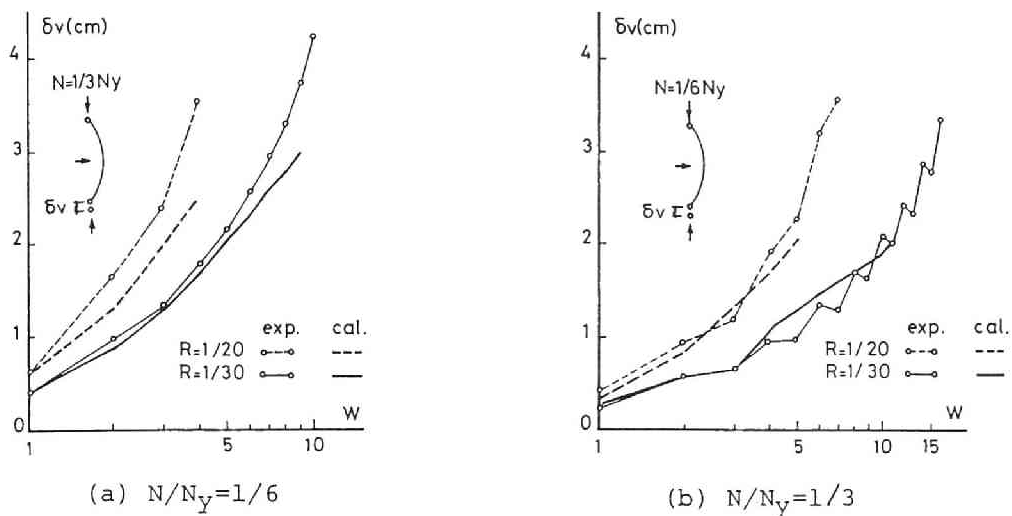 δv(cm)
4
N=1/3Ny
3
δv
2
exp. cal.
1
R=1/20
R=1/30
W
0
1
5
10
(a) N/Ny=1/6
δv(cm)
4
N=1/6Ny
3
δv
2
exp. cal.
1
R=1/20
R=1/30
W
0
1
5
10
15
(b) N/Ny=1/3